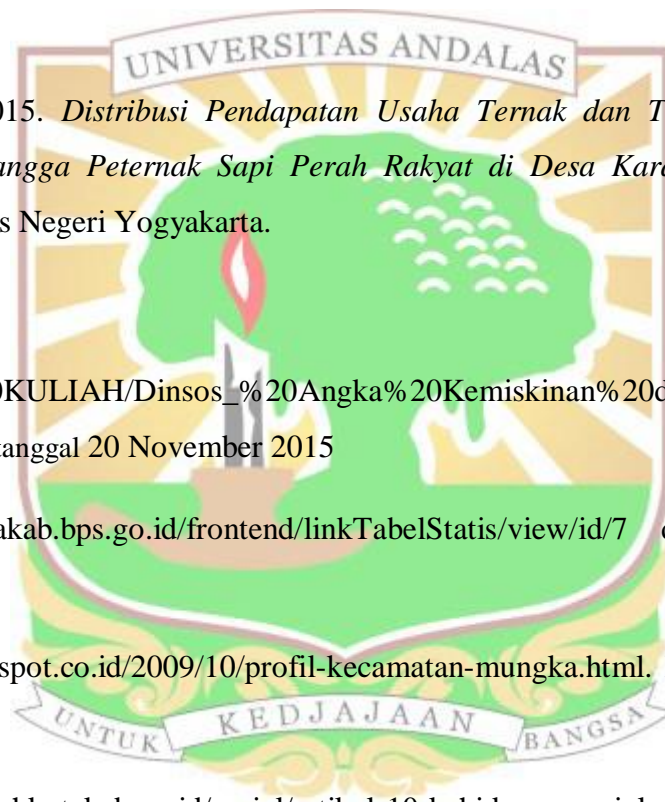 UNIVERSITAS ANDALAS
015. Distribusi Pendapatan Usaha Ternak dan T
angga Peternak Sapi Perah Rakyat di Desa Kar
s Negeri Yogyakarta.
0KULIAH/Dinsos_%20Angka%20Kemiskinan%20d
tanggal 20 November 2015
akab.bps.go.id/frontend/linkTabelStatis/view/id/7
spot.co.id/2009/10/profil-kecamatan-mungka.html.
UNTUK KEDJAJAAN BANGSA